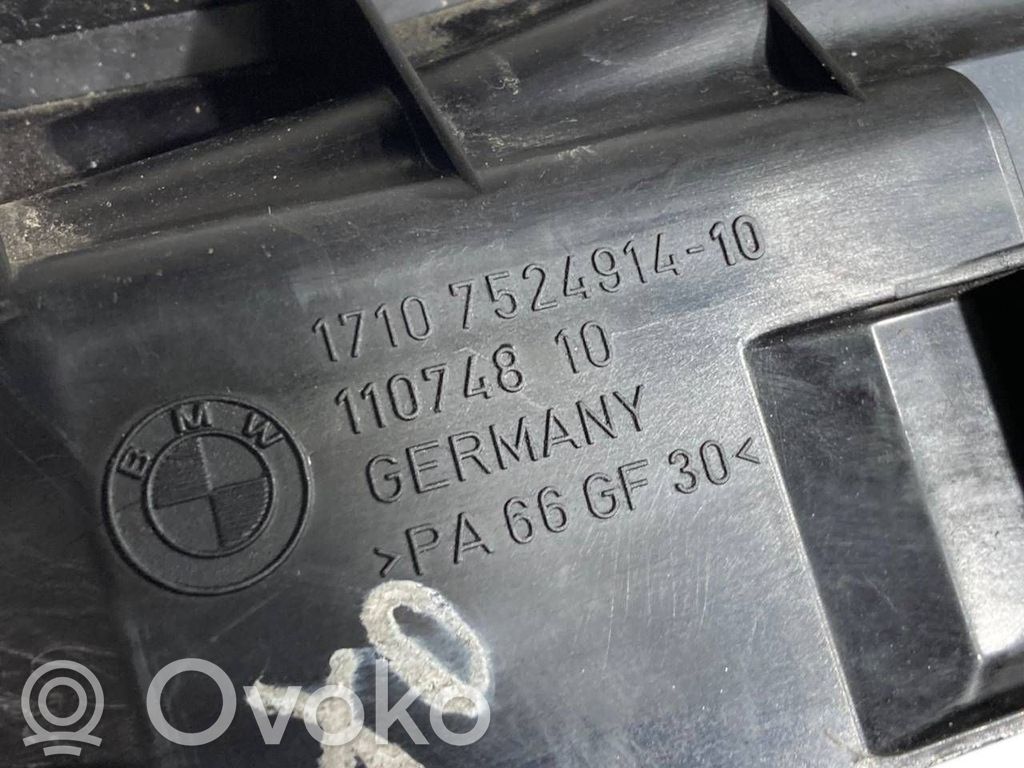 1710 7524914-10
110748 10
GERMANY
>PA 66 GF 30<
BMW
Ovoko